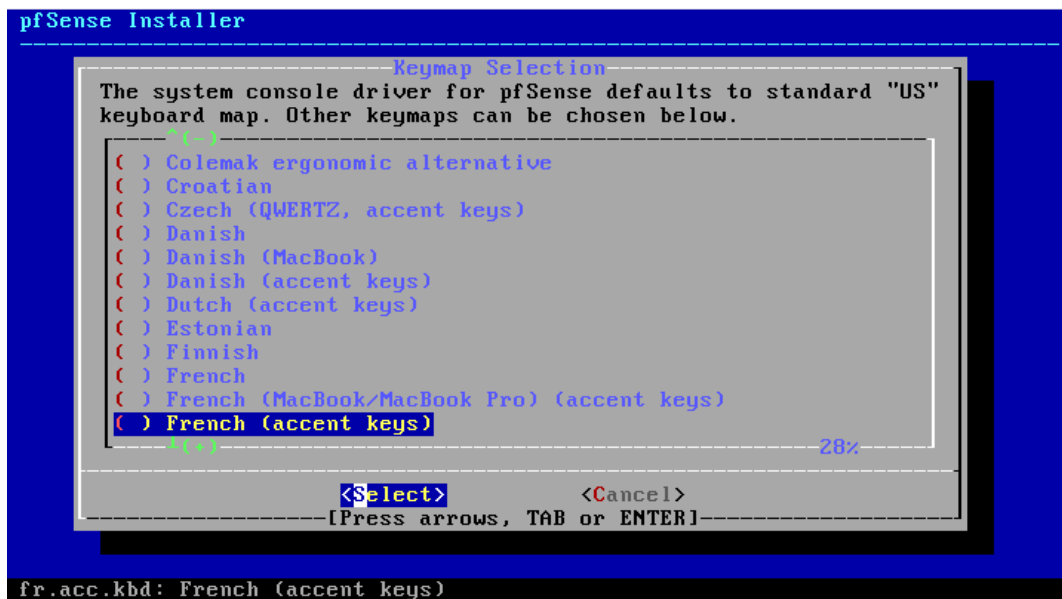 pfSense Installer
Keymap Selection
The system console driver for pfSense defaults to standard "US"
keyboard map. Other keymaps can be chosen below.
^(-)
( ) Colemak ergonomic alternative
( ) Croatian
( ) Czech (QWERTZ, accent keys)
( ) Danish
( ) Danish (MacBook)
( ) Danish (accent keys)
( ) Dutch (accent keys)
( ) Estonian
( ) Finnish
( ) French
( ) French (MacBook/MacBook Pro) (accent keys)
( ) French (accent keys)
┴(+) 28%
<Select> <Cancel>
[Press arrows, TAB or ENTER]
fr.acc.kbd: French (accent keys)